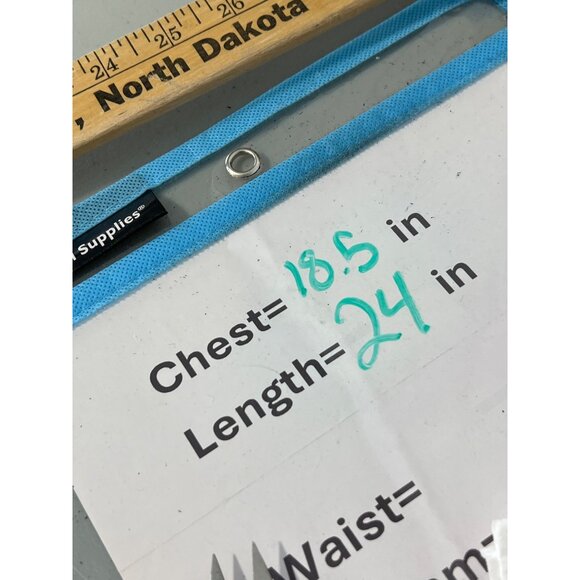 24 25 26
, North Dakota
l Supplies®
Chest= 18.5 in
Length= 24 in
Waist=